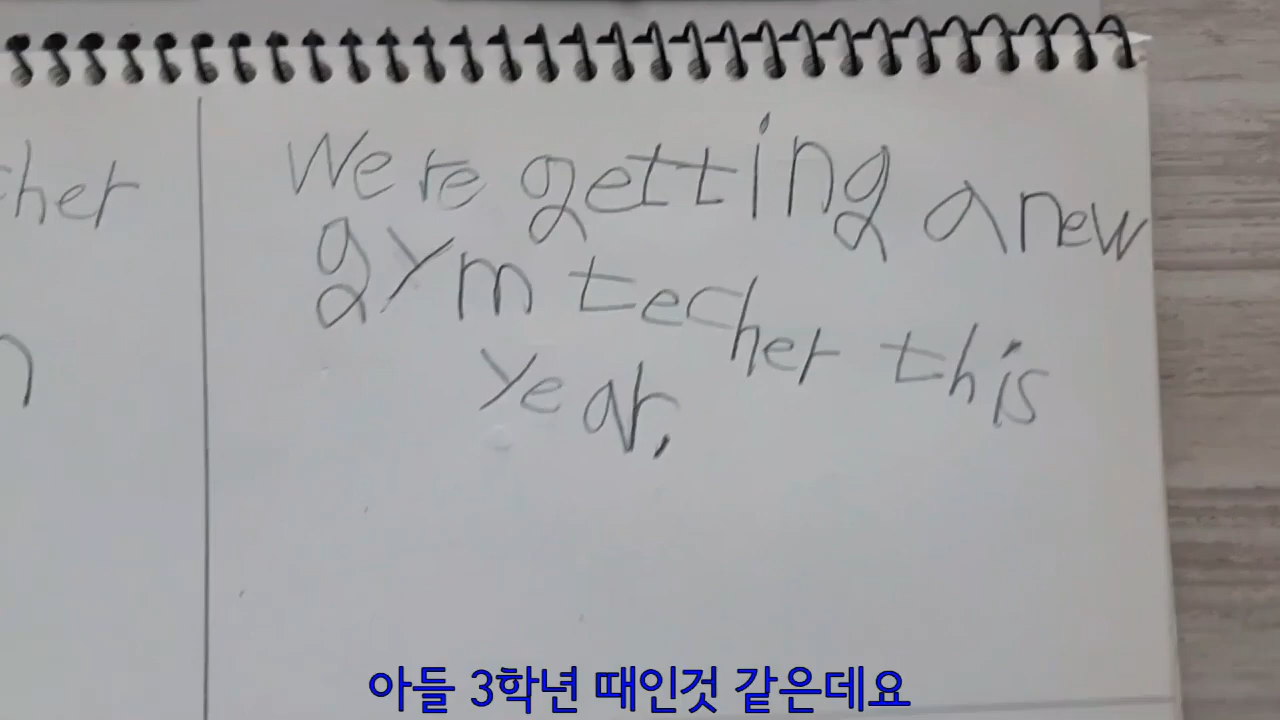 cher
We re getting a new
gym techer this
year,
아들 3학년 때인것 같은데요